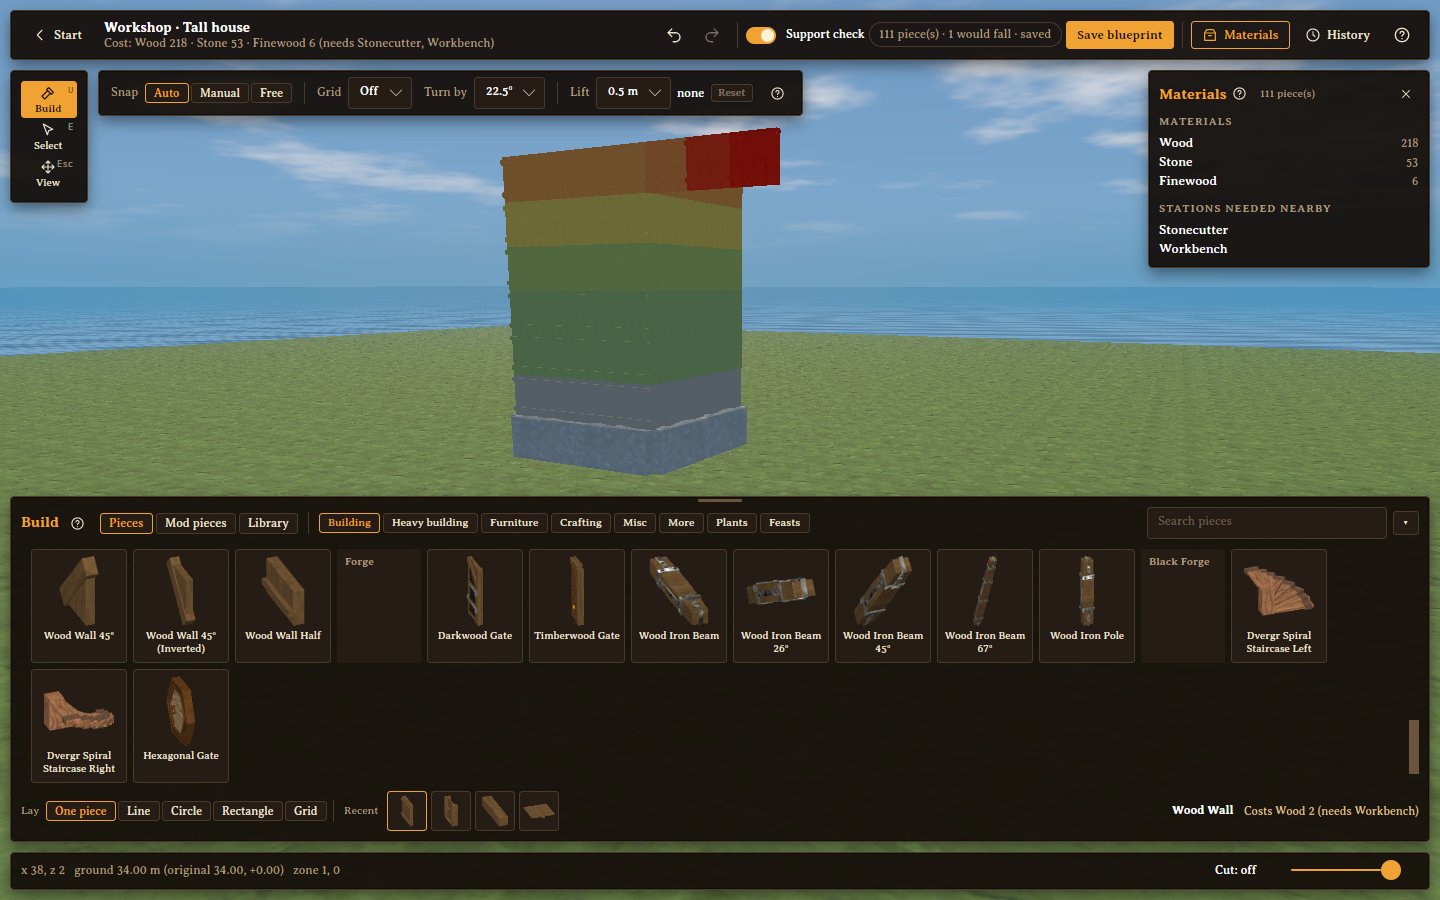 Start
Workshop · Tall house
Cost: Wood 218 · Stone 53 · Finewood 6 (needs Stonecutter, Workbench)
Support check
111 piece(s) · 1 would fall · saved
Save blueprint
Materials
History
U
Build
E
Select
Esc
View
Snap
Auto
Manual
Free
Grid
Off
Turn by
22.5°
Lift
0.5 m
none
Reset
Materials
111 piece(s)
MATERIALS
Wood 218
Stone 53
Finewood 6
STATIONS NEEDED NEARBY
Stonecutter
Workbench
Build
Pieces
Mod pieces
Library
Building
Heavy building
Furniture
Crafting
Misc
More
Plants
Feasts
Search pieces
Wood Wall 45°
Wood Wall 45°
(Inverted)
Wood Wall Half
Forge
Darkwood Gate
Timberwood Gate
Wood Iron Beam
Wood Iron Beam
26°
Wood Iron Beam
45°
Wood Iron Beam
67°
Wood Iron Pole
Black Forge
Dvergr Spiral
Staircase Left
Dvergr Spiral
Staircase Right
Hexagonal Gate
Lay
One piece
Line
Circle
Rectangle
Grid
Recent
Wood Wall
Costs Wood 2 (needs Workbench)
x 38, z 2 ground 34.00 m (original 34.00, +0.00) zone 1, 0
Cut: off